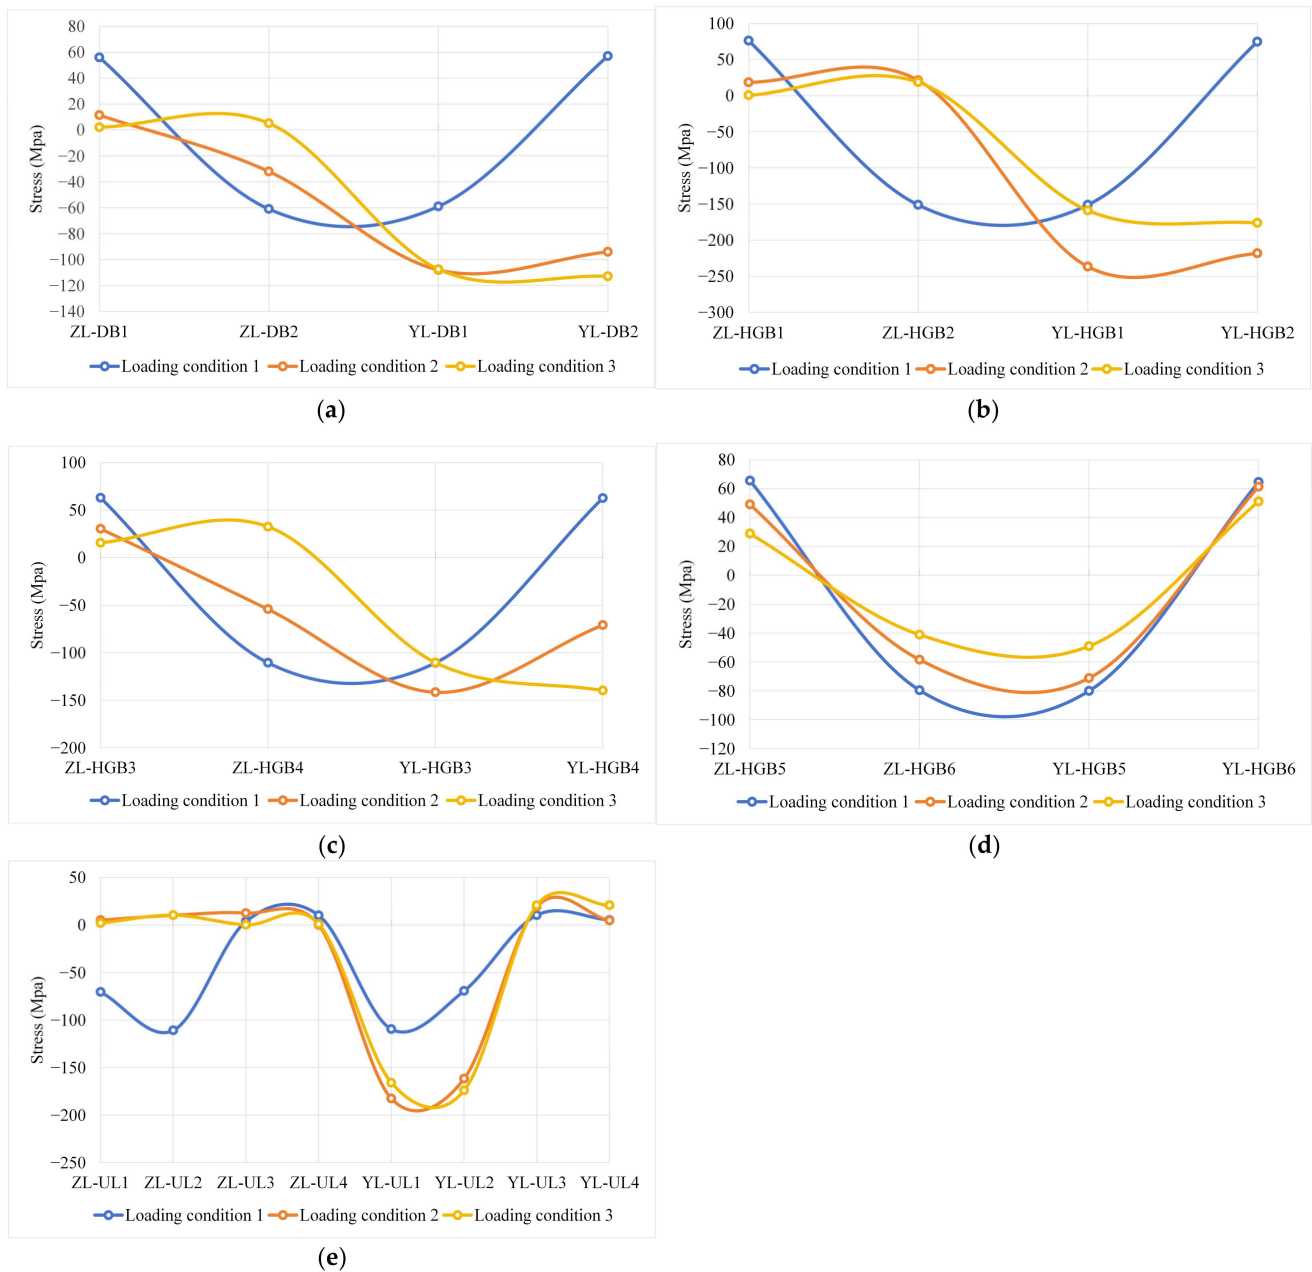 80
60
40
20
0
−20
−40
−60
−80
−100
−120
−140
Stress (Mpa)
ZL-DB1 ZL-DB2 YL-DB1 YL-DB2
Loading condition 1 Loading condition 2 Loading condition 3
(a)
100
50
0
−50
−100
−150
−200
−250
−300
Stress (Mpa)
ZL-HGB1 ZL-HGB2 YL-HGB1 YL-HGB2
Loading condition 1 Loading condition 2 Loading condition 3
(b)
100
50
0
−50
−100
−150
−200
Stress (Mpa)
ZL-HGB3 ZL-HGB4 YL-HGB3 YL-HGB4
Loading condition 1 Loading condition 2 Loading condition 3
(c)
80
60
40
20
0
−20
−40
−60
−80
−100
−120
Stress (Mpa)
ZL-HGB5 ZL-HGB6 YL-HGB5 YL-HGB6
Loading condition 1 Loading condition 2 Loading condition 3
(d)
50
0
−50
−100
−150
−200
−250
Stress (Mpa)
ZL-UL1 ZL-UL2 ZL-UL3 ZL-UL4 YL-UL1 YL-UL2 YL-UL3 YL-UL4
Loading condition 1 Loading condition 2 Loading condition 3
(e)